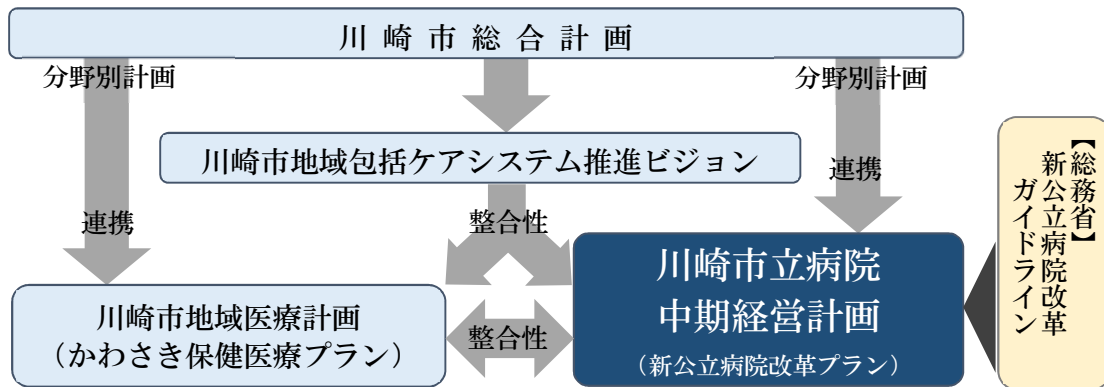 川崎市総合計画
分野別計画
分野別計画
川崎市地域包括ケアシステム推進ビジョン
連携
連携
整合性
川崎市地域医療計画
（かわさき保健医療プラン）
整合性
川崎市立病院
中期経営計画
（新公立病院改革プラン）
【総務省】
新公立病院改革
ガイドライン